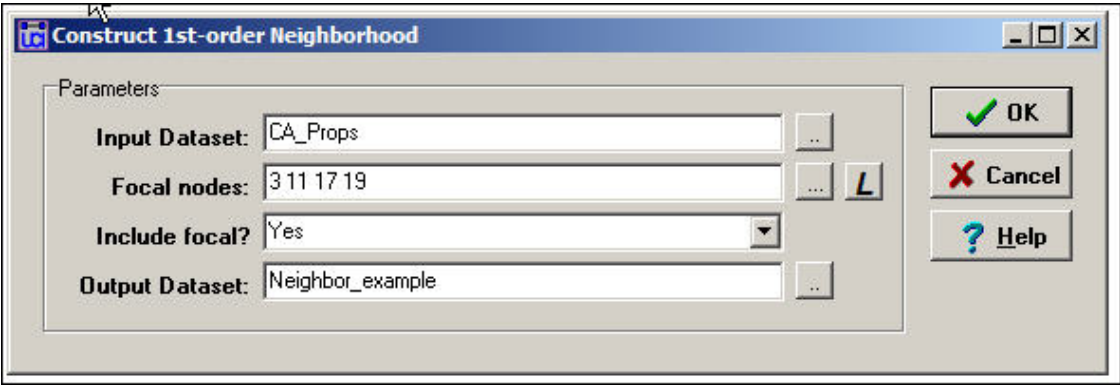 Construct 1st-order Neighborhood
Parameters
Input Dataset: CA_Props ..
Focal nodes: 3 11 17 19 ... L
Include focal? Yes
Output Dataset: Neighbor_example ..
OK
Cancel
Help